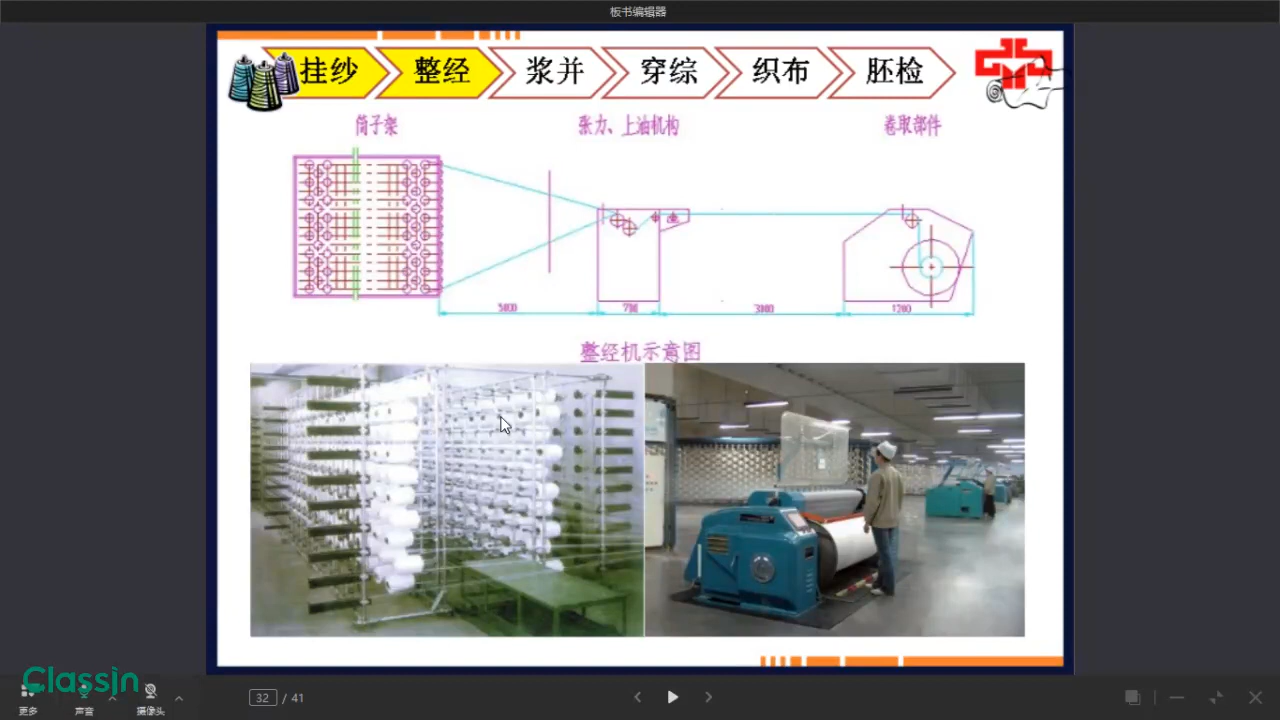 板书编辑器
挂纱 整经 浆并 穿综 织布 胚检
筒子架 张力、上油机构 卷取部件
5000 700 3000 1200
整经机示意图
ClassIn
32 / 41
更多 声音 摄像头